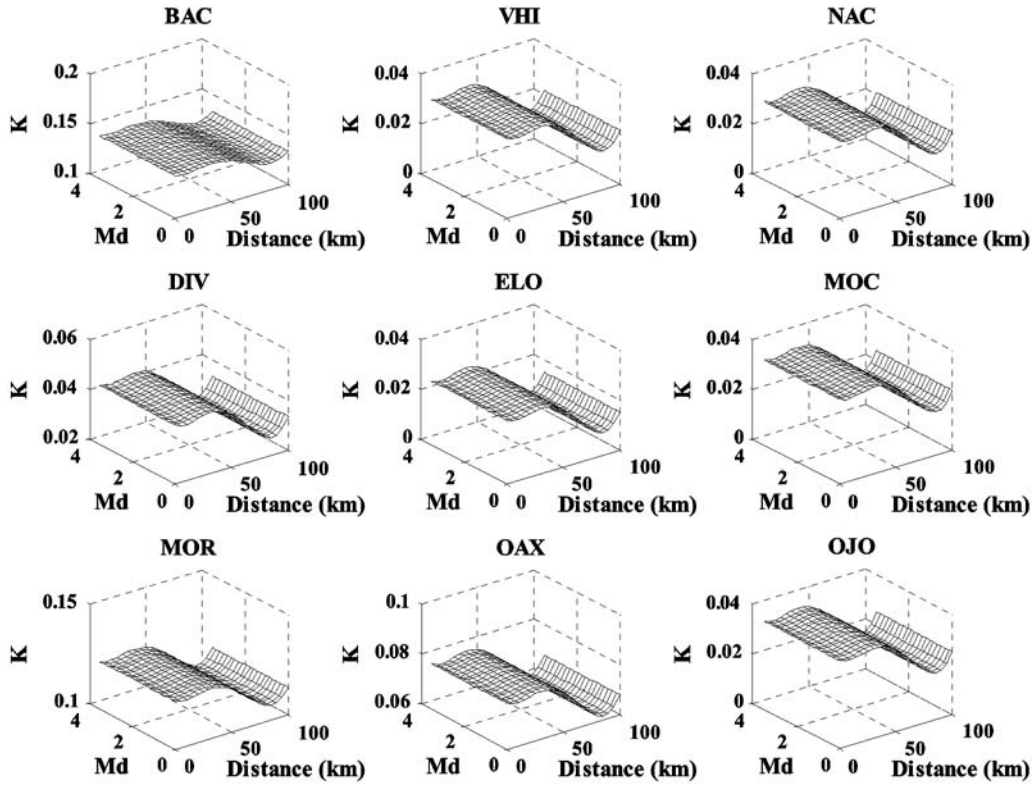 BAC VHI NAC
0.2 0.04 0.04
K 0.15 K 0.02 K 0.02
0.1 0 0
4 4 4
2 100 2 100 2 100
50 50 50
Md 0 0 Distance (km) Md 0 0 Distance (km) Md 0 0 Distance (km)
DIV ELO MOC
0.06 0.04 0.04
K 0.04 K 0.02 K 0.02
0.02 0 0
4 4 4
2 100 2 100 2 100
50 50 50
Md 0 0 Distance (km) Md 0 0 Distance (km) Md 0 0 Distance (km)
MOR OAX OJO
0.15 0.1 0.04
K K 0.08 K 0.02
0.1 0.06 0
4 4 4
2 100 2 100 2 100
50 50 50
Md 0 0 Distance (km) Md 0 0 Distance (km) Md 0 0 Distance (km)